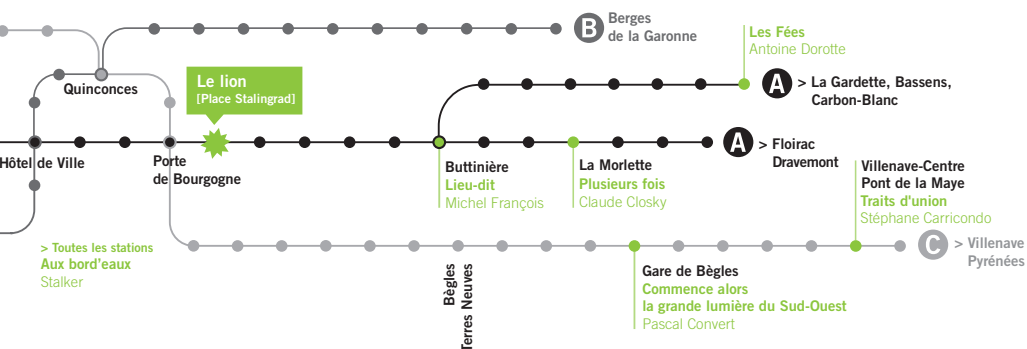 B
Berges
de la Garonne
Les Fées
Antoine Dorotte
Quinconces
Le lion
[Place Stalingrad]
A
> La Gardette, Bassens,
Carbon-Blanc
Hôtel de Ville
Porte
de Bourgogne
Buttinière
Lieu-dit
Michel François
La Morlette
Plusieurs fois
Claude Closky
A
> Floirac
Dravemont
Villenave-Centre
Pont de la Maye
Traits d'union
Stéphane Carricondo
> Toutes les stations
Aux bord'eaux
Stalker
Bègles
Terres Neuves
Gare de Bègles
Commence alors
la grande lumière du Sud-Ouest
Pascal Convert
C
> Villenave
Pyrénées